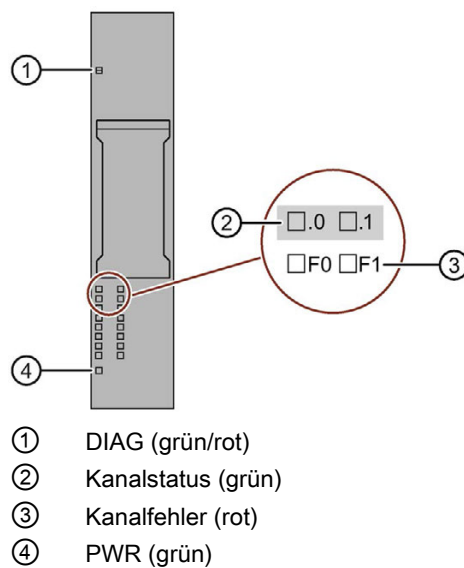 ①
② .0 .1
F0 F1 ③
④
① DIAG (grün/rot)
② Kanalstatus (grün)
③ Kanalfehler (rot)
④ PWR (grün)